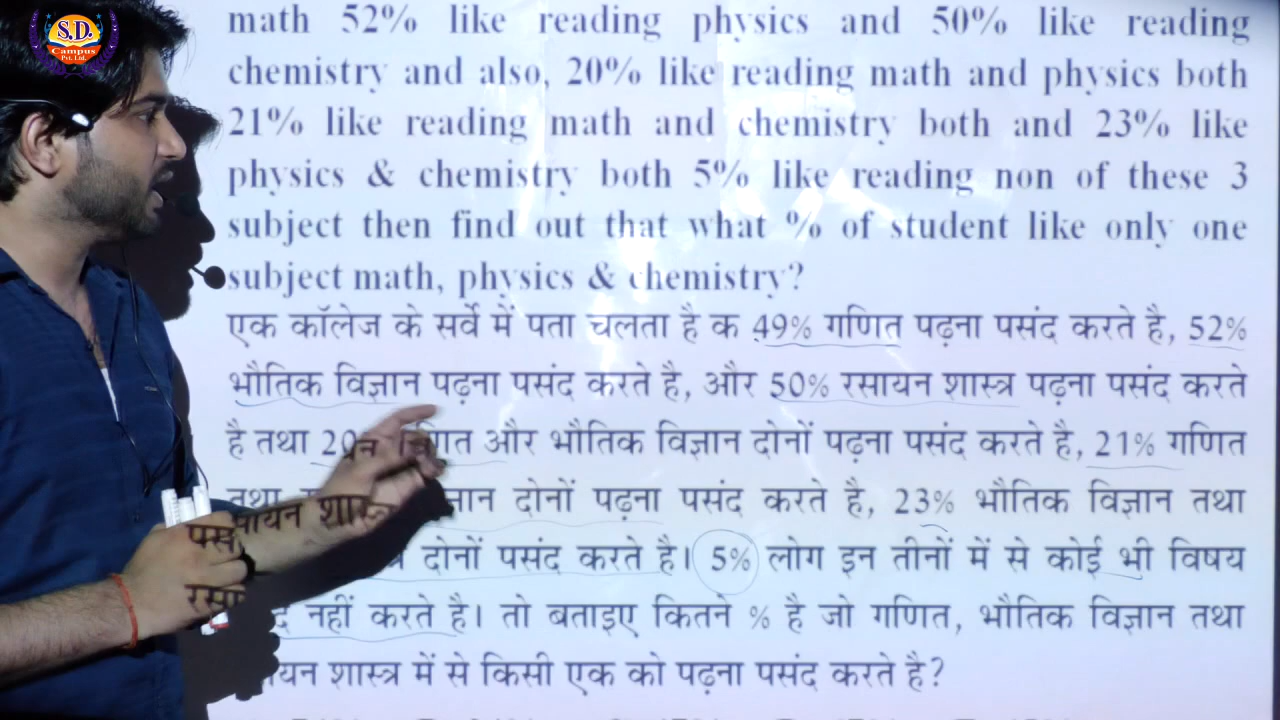 S.D.
Campus
Pvt. Ltd.
math 52% like reading physics and 50% like reading
chemistry and also, 20% like reading math and physics both
21% like reading math and chemistry both and 23% like
physics & chemistry both 5% like reading non of these 3
subject then find out that what % of student like only one
subject math, physics & chemistry?
एक कॉलेज के सर्वे में पता चलता है क 49% गणित पढ़ना पसंद करते है, 52%
भौतिक विज्ञान पढ़ना पसंद करते है, और 50% रसायन शास्त्र पढ़ना पसंद करते
है तथा और भौतिक विज्ञान दोनों पढ़ना पसंद करते है, 21% गणित
तथा दोनों पढ़ना पसंद करते है, 23% भौतिक विज्ञान तथा
दोनों पसंद करते है। 5% लोग इन तीनों में से कोई भी विषय
नहीं करते है। तो बताइए कितने % है जो गणित, भौतिक विज्ञान तथा
शास्त्र में से किसी एक को पढ़ना पसंद करते है?